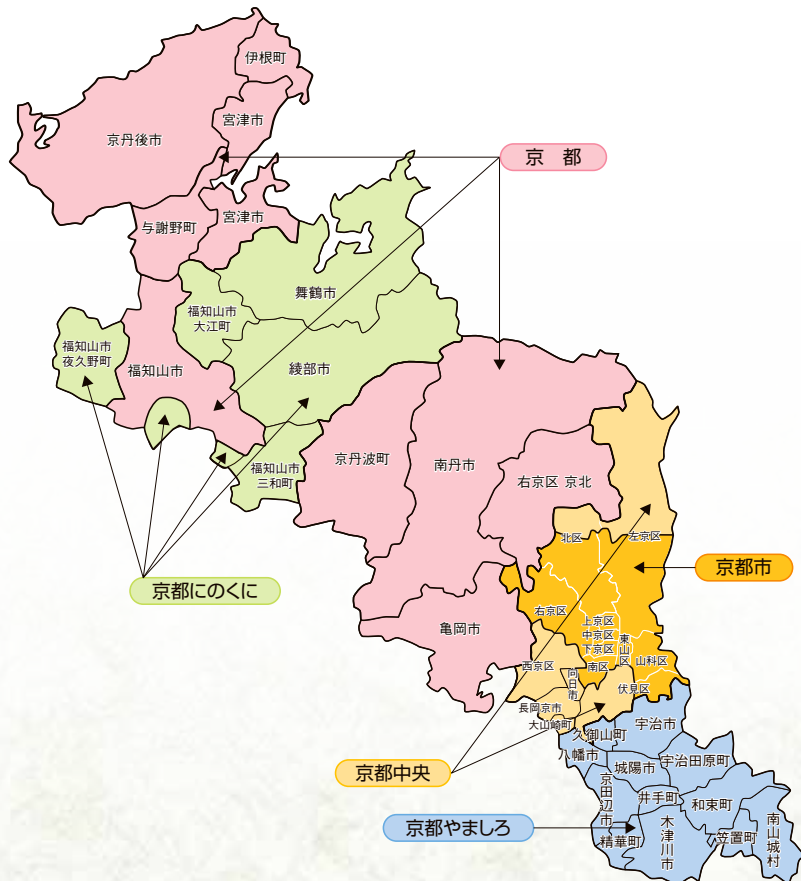 伊根町
宮津市
京丹後市
京　都
与謝野町
宮津市
舞鶴市
福知山市
大江町
福知山市
夜久野町
福知山市
綾部市
京丹波町
南丹市
福知山市
三和町
右京区 京北
北区
左京区
京都市
京都にのくに
右京区
上京区
中京区
下京区
東山区
亀岡市
西京区
南区
山科区
向日市
伏見区
長岡京市
大山崎町
久御山町
宇治市
八幡市
城陽市
宇治田原町
京都中央
京田辺市
井手町
和束町
京都やましろ
精華町
木津川市
笠置町
南山城村